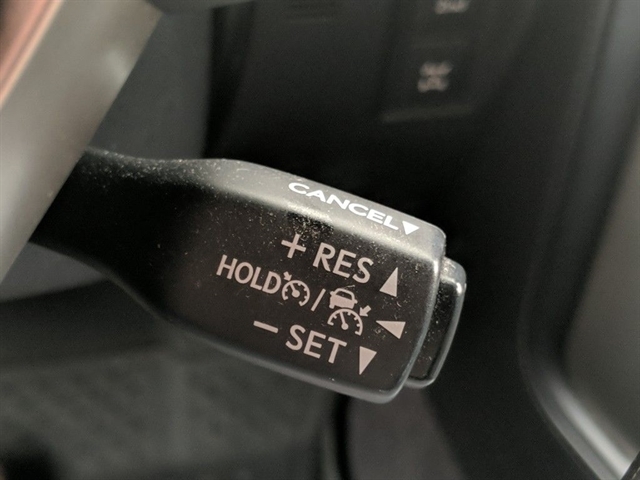 CANCEL▼
+ RES ▲
HOLD / ◄
− SET ▼